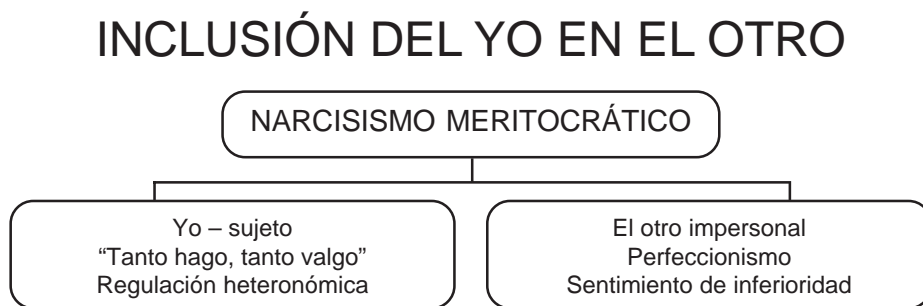 INCLUSIÓN DEL YO EN EL OTRO
NARCISISMO MERITOCRÁTICO
Yo – sujeto
“Tanto hago, tanto valgo”
Regulación heteronómica
El otro impersonal
Perfeccionismo
Sentimiento de inferioridad